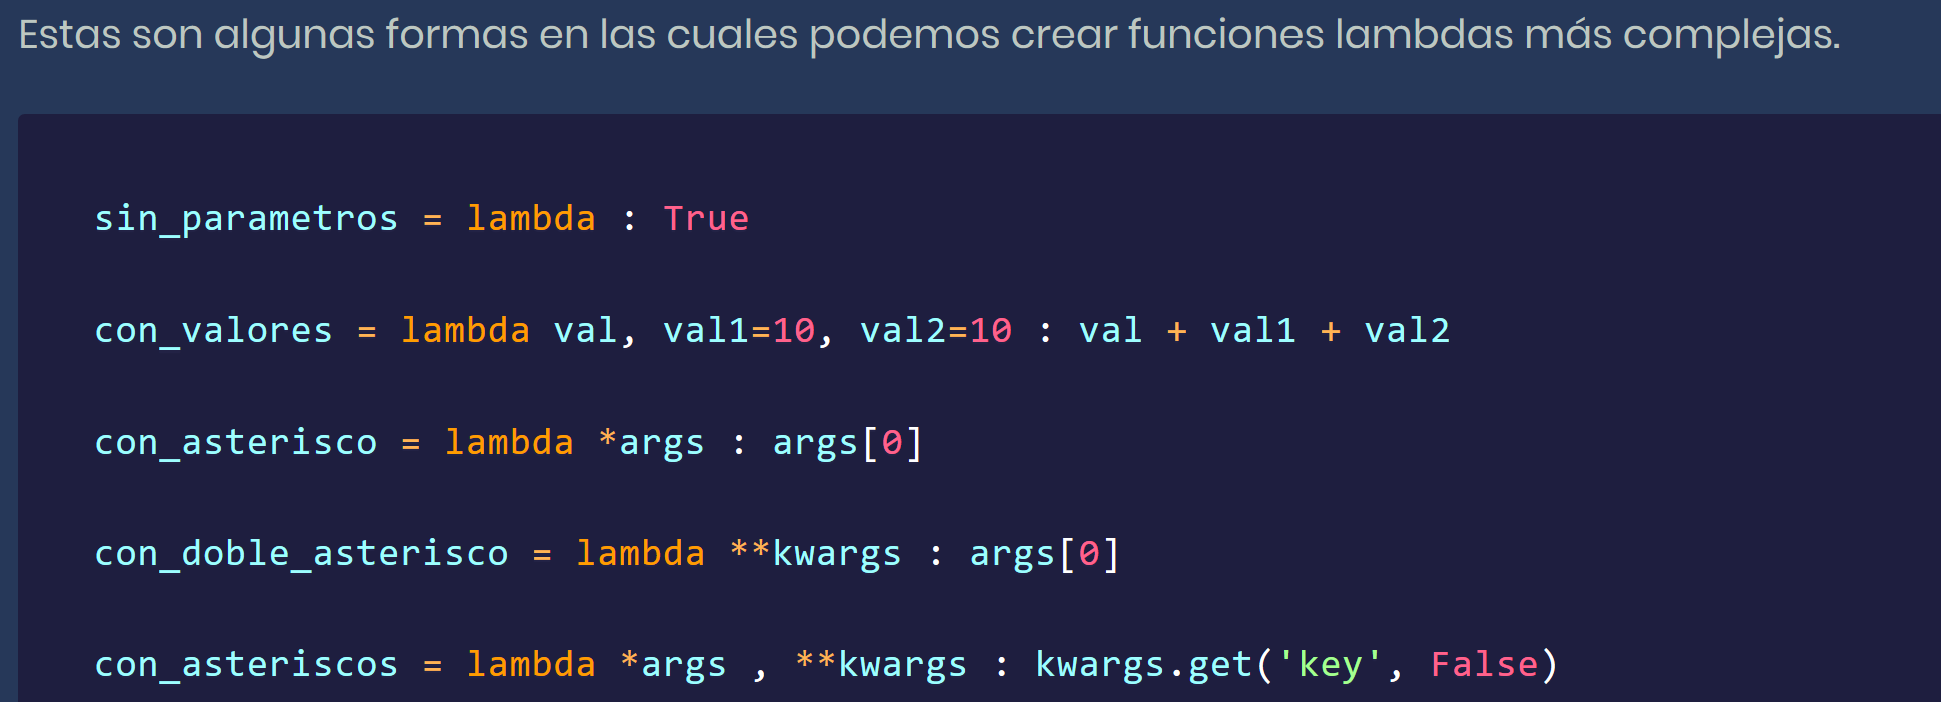 Estas son algunas formas en las cuales podemos crear funciones lambdas más complejas.
sin_parametros = lambda : True
con_valores = lambda val, val1=10, val2=10 : val + val1 + val2
con_asterisco = lambda *args : args[0]
con_doble_asterisco = lambda **kwargs : args[0]
con_asteriscos = lambda *args , **kwargs : kwargs.get('key', False)